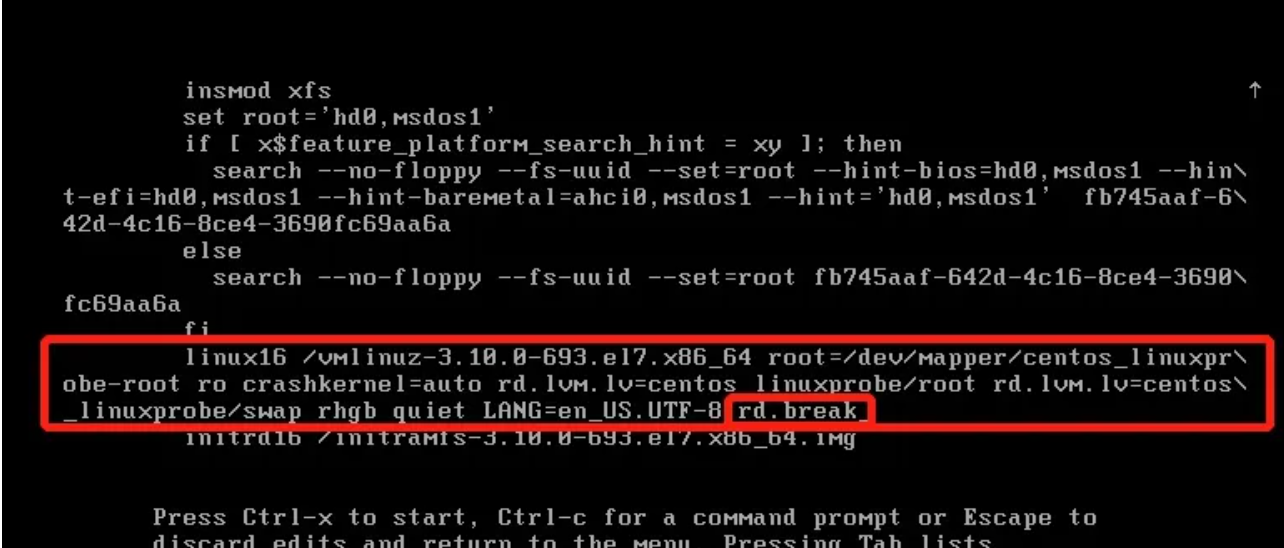 insmod xfs
set root='hd0,msdos1'
if [ x$feature_platform_search_hint = xy ]; then
search --no-floppy --fs-uuid --set=root --hint-bios=hd0,msdos1 --hin\
t-efi=hd0,msdos1 --hint-baremetal=ahci0,msdos1 --hint='hd0,msdos1'  fb745aaf-6\
42d-4c16-8ce4-3690fc69aa6a
else
search --no-floppy --fs-uuid --set=root fb745aaf-642d-4c16-8ce4-3690\
fc69aa6a
fi
linux16 /vmlinuz-3.10.0-693.el7.x86_64 root=/dev/mapper/centos_linuxpr\
obe-root ro crashkernel=auto rd.lvm.lv=centos_linuxprobe/root rd.lvm.lv=centos\
_linuxprobe/swap rhgb quiet LANG=en_US.UTF-8 rd.break_
initrd16 /initramfs-3.10.0-693.el7.x86_64.img
Press Ctrl-x to start, Ctrl-c for a command prompt or Escape to
discard edits and return to the menu. Pressing Tab lists